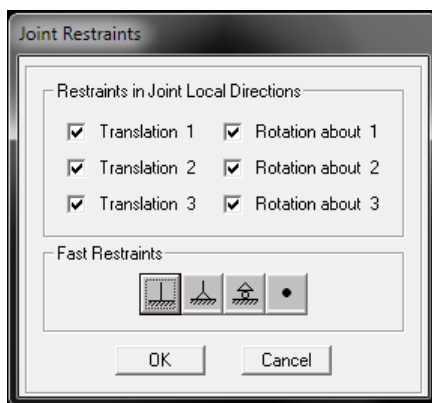 Joint Restraints
Restraints in Joint Local Directions
Translation 1 Rotation about 1
Translation 2 Rotation about 2
Translation 3 Rotation about 3
Fast Restraints
OK Cancel